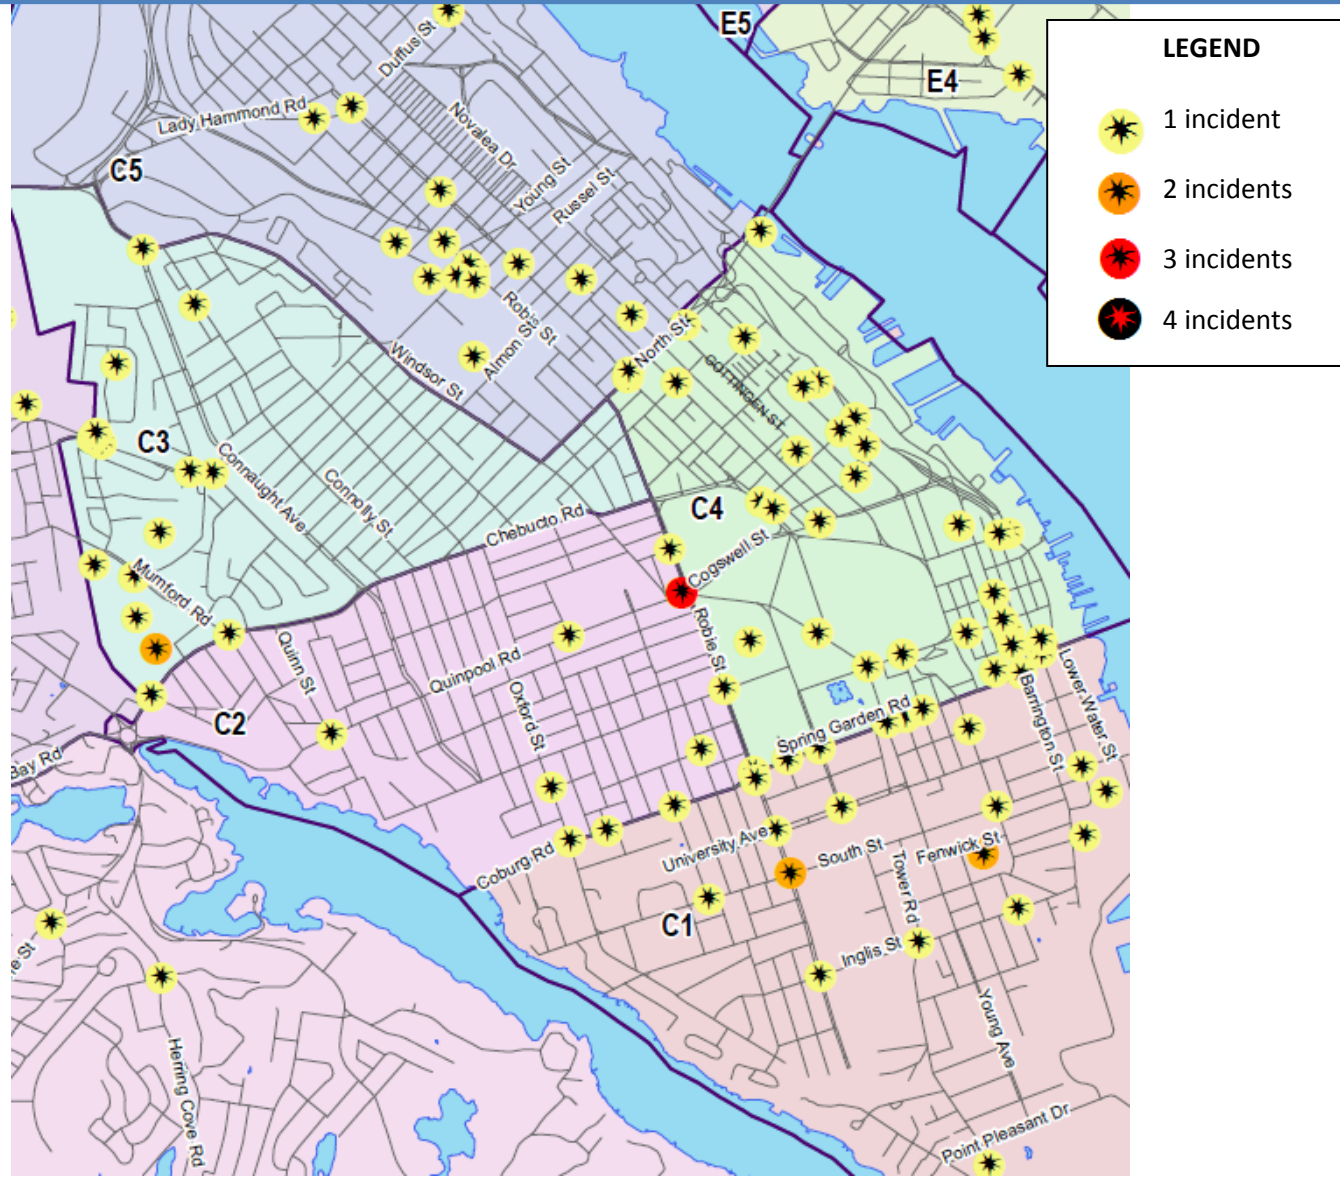 E5
LEGEND
E4
1 incident
2 incidents
3 incidents
4 incidents
Duffus St
Lady Hammond Rd
Novalea Dr
C5
Young St
Russel St
Robie St
Almon St
North St
Windsor St
GOTTINGEN ST
C3
Connaught Ave
Connolly St
Chebucto Rd
C4
Cogswell St
Mumford Rd
Robie St
Quinn St
Quinpool Rd
Oxford St
C2
Spring Garden Rd
Barrington St
Lower Water St
Bay Rd
University Ave
South St
Fenwick St
Tower Rd
Coburg Rd
C1
Inglis St
Young Ave
Herring Cove Rd
Point Pleasant Dr